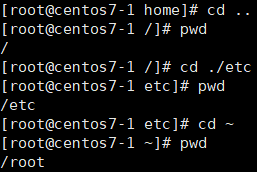 [root@centos7-1 home]# cd ..
[root@centos7-1 /]# pwd
/
[root@centos7-1 /]# cd ./etc
[root@centos7-1 etc]# pwd
/etc
[root@centos7-1 etc]# cd ~
[root@centos7-1 ~]# pwd
/root